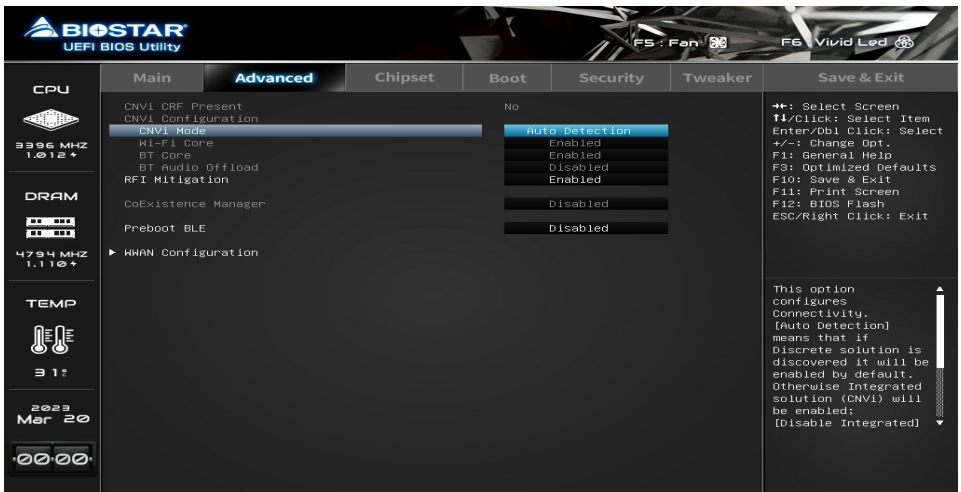 BIOSTAR®
UEFI BIOS Utility
F5 : Fan
F6 Vivid Led
Main Advanced Chipset Boot Security Tweaker Save & Exit
CPU
3396 MHZ
1.012 +
DRAM
4794 MHZ
1.110 +
TEMP
31°
2023
Mar 20
00:00
CNVi CRF Present No
CNVi Configuration
CNVi Mode Auto Detection
Wi-Fi Core Enabled
BT Core Enabled
BT Audio Offload Disabled
RFI Mitigation Enabled
CoExistence Manager Disabled
Preboot BLE Disabled
▶ WWAN Configuration
→←: Select Screen
↑↓/Click: Select Item
Enter/Dbl Click: Select
+/-: Change Opt.
F1: General Help
F3: Optimized Defaults
F10: Save & Exit
F11: Print Screen
F12: BIOS Flash
ESC/Right Click: Exit
This option
configures
Connectivity.
[Auto Detection]
means that if
Discrete solution is
discovered it will be
enabled by default.
Otherwise Integrated
solution (CNVi) will
be enabled;
[Disable Integrated]